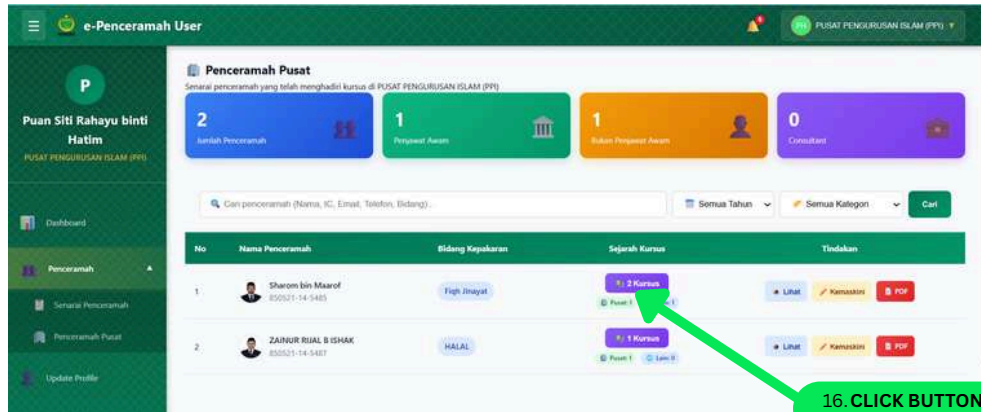 e-Penceramah User
PUSAT PENGURUSAN ISLAM (PPI)
P
Puan Siti Rahayu binti
Hatim
PUSAT PENGURUSAN ISLAM (PPI)
Dashboard
Penceramah
Senarai Penceramah
Penceramah Pusat
Update Profile
Penceramah Pusat
Senarai penceramah yang telah menghadiri kursus di PUSAT PENGURUSAN ISLAM (PPI)
2
Jumlah Penceramah
1
Penjawat Awam
1
Bukan Penjawat Awam
0
Consultant
Cari penceramah (Nama, IC, Email, Telefon, Bidang)...
Semua Tahun
Semua Kategori
Cari
No Nama Penceramah Bidang Kepakaran Sejarah Kursus Tindakan
1 Sharom bin Maarof Fiqh Jinayat 2 Kursus Lihat Kemaskini PDF
850521-14-5485 Pusat: 1
2 ZAINUR RIJAL B ISHAK HALAL 1 Kursus Lihat Kemaskini PDF
850521-14-5487 Pusat: 1 Lain: 0
16. CLICK BUTTON